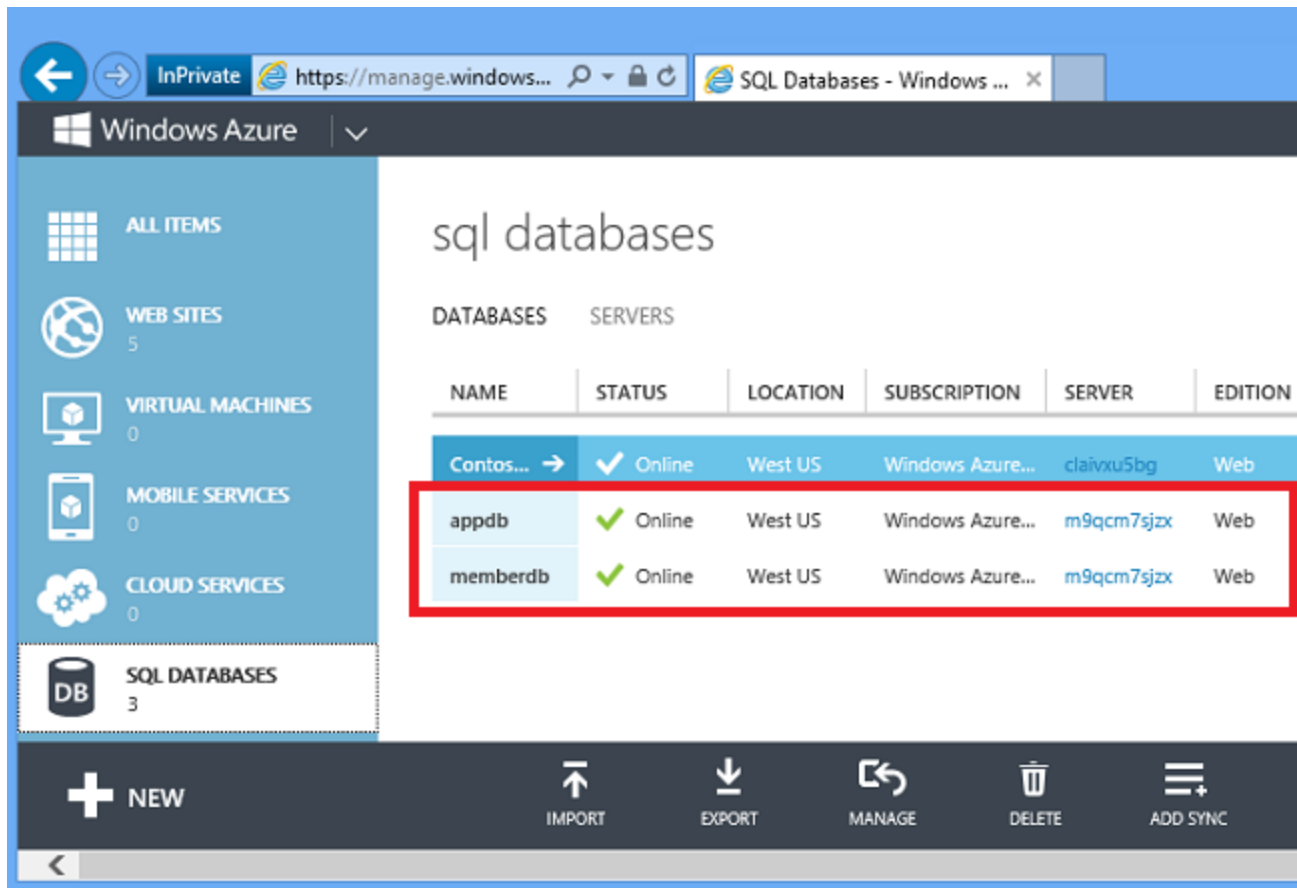 InPrivate https://manage.windows... SQL Databases - Windows ...
Windows Azure
ALL ITEMS
WEB SITES
5
VIRTUAL MACHINES
0
MOBILE SERVICES
0
CLOUD SERVICES
0
DB SQL DATABASES
3
sql databases
DATABASES SERVERS
NAME STATUS LOCATION SUBSCRIPTION SERVER EDITION
Contos... Online West US Windows Azure... claivxu5bg Web
appdb Online West US Windows Azure... m9qcm7sjzx Web
memberdb Online West US Windows Azure... m9qcm7sjzx Web
NEW IMPORT EXPORT MANAGE DELETE ADD SYNC